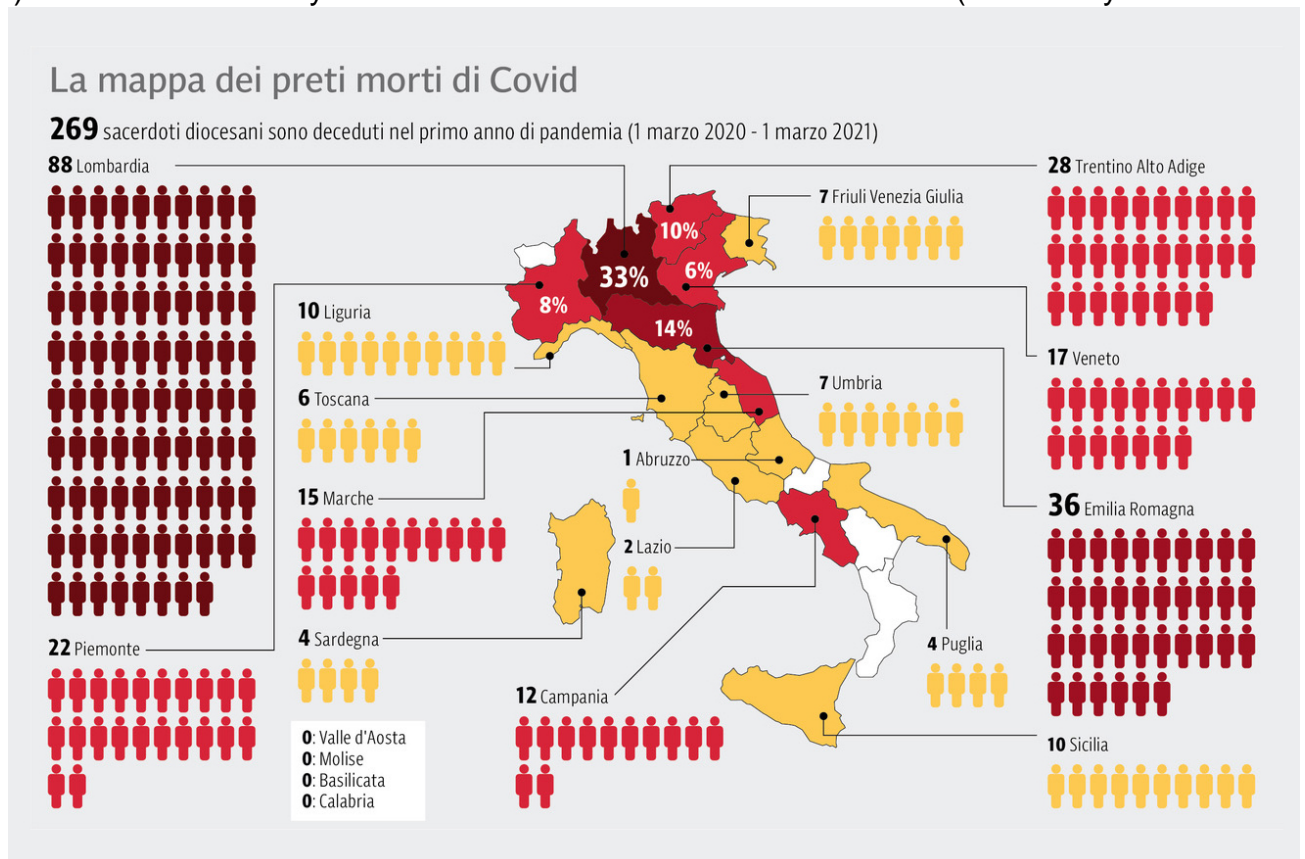 La mappa dei preti morti di Covid
269 sacerdoti diocesani sono deceduti nel primo anno di pandemia (1 marzo 2020 - 1 marzo 2021)
88 Lombardia
28 Trentino Alto Adige
7 Friuli Venezia Giulia
10%
6%
33%
8%
14%
10 Liguria
17 Veneto
6 Toscana
7 Umbria
1 Abruzzo
15 Marche
36 Emilia Romagna
2 Lazio
4 Sardegna
4 Puglia
22 Piemonte
12 Campania
0: Valle d'Aosta
0: Molise
0: Basilicata
0: Calabria
10 Sicilia